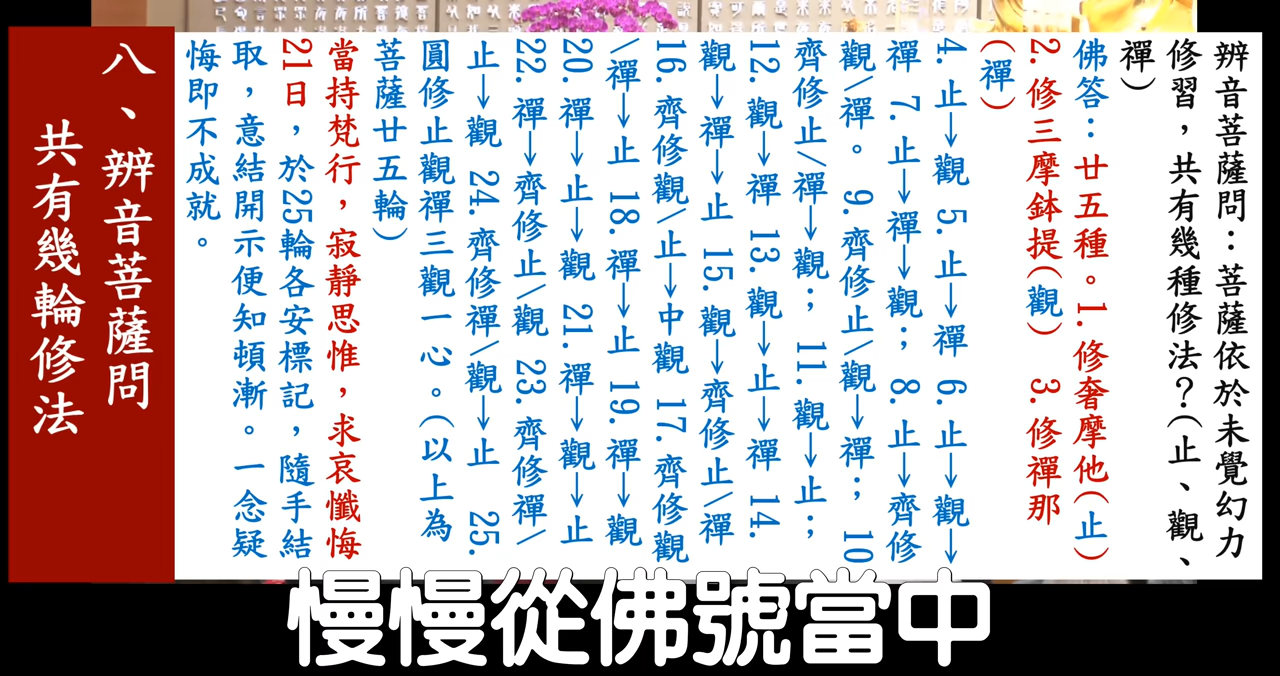 八、辨音菩薩問
共有幾輪修法
辨音菩薩問：菩薩依於未覺幻力
修習，共有幾種修法？(止、觀、
禪)
佛答：廿五種。1.修奢摩他(止)
2.修三摩鉢提(觀) 3.修禪那
(禪)
4.止→觀 5.止→禪 6.止→觀→
禪 7.止→禪→觀； 8.止→齊修
觀/禪。 9.齊修止/觀→禪； 10
齊修止/禪→觀； 11.觀→止；
12.觀→禪 13.觀→止→禪 14.
觀→禪→止 15.觀→齊修止/禪
16.齊修觀/止→中觀 17.齊修觀
/禪→止 18.禪→止 19.禪→觀
20.禪→止→觀 21.禪→觀→止
22.禪→齊修止/觀 23.齊修禪/
止→觀 24.齊修禪/觀→止 25.
圓修止觀禪三觀一心。(以上為
菩薩廿五輪)
當持梵行，寂靜思惟，求哀懺悔
21日，於25輪各安標記，隨手結
取，意結開示便知頓漸。一念疑
悔即不成就。
慢慢從佛號當中